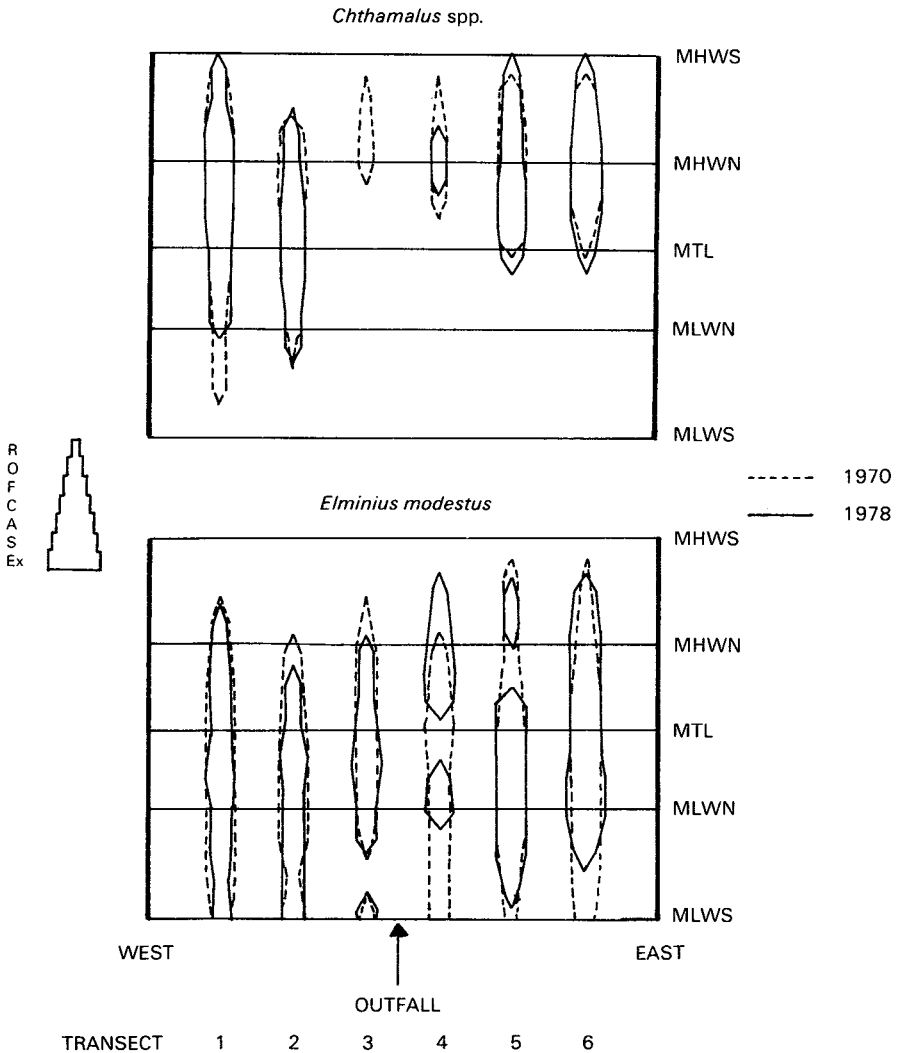 Chthamalus spp.
MHWS
MHWN
MTL
MLWN
MLWS
R
O
F
C
A
S
Ex
1970
1978
Elminius modestus
MHWS
MHWN
MTL
MLWN
MLWS
WEST
EAST
OUTFALL
TRANSECT 1 2 3 4 5 6